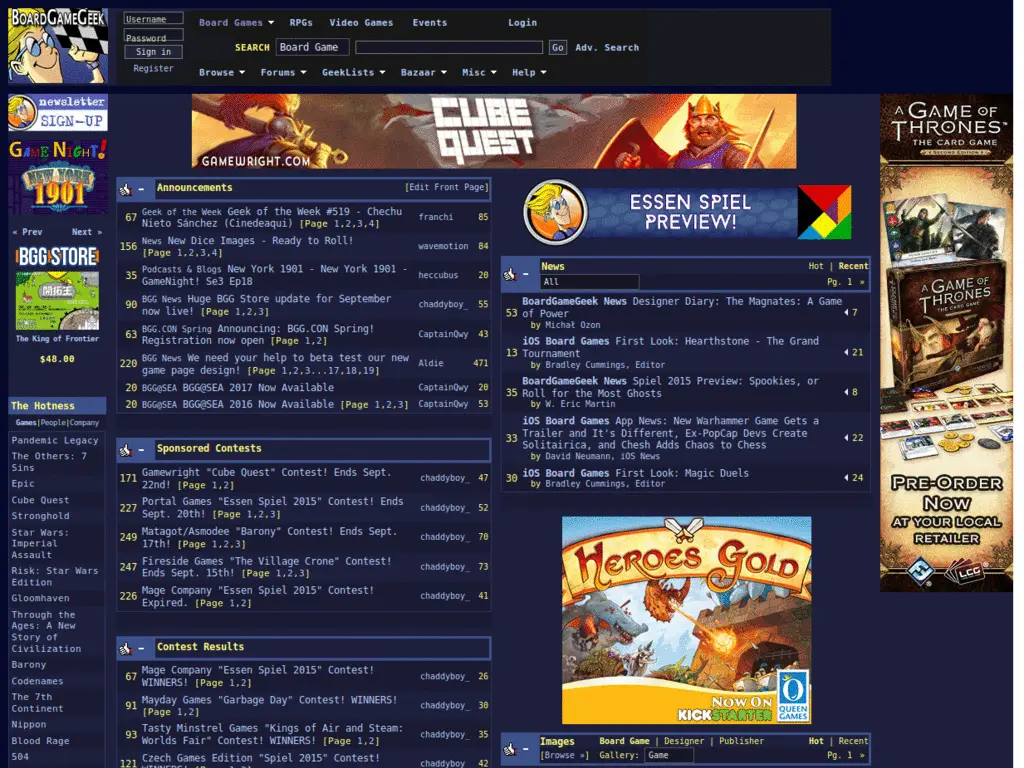 BOARDGAMEGEEK
Username
Password
Sign in
Register
Board Games RPGs Video Games Events Login
SEARCH Board Game Go Adv. Search
Browse Forums GeekLists Bazaar Misc Help
newsletter
SIGN-UP
GAME NIGHT!
NEW YORK
1901
« Prev Next »
BGG STORE
The King of Frontier
$48.00
The Hotness
Games|People|Company
Pandemic Legacy
The Others: 7
Sins
Epic
Cube Quest
Stronghold
Star Wars:
Imperial
Assault
Risk: Star Wars
Edition
Gloomhaven
Through the
Ages: A New
Story of
Civilization
Barony
Codenames
The 7th
Continent
Nippon
Blood Rage
504
CUBE
QUEST
GAMEWRIGHT.COM
Announcements [Edit Front Page]
67 Geek of the Week Geek of the Week #519 - Chechu
Nieto Sánchez (Cinedeaqui) [Page 1,2,3,4] franchi 85
156 News New Dice Images - Ready to Roll!
[Page 1,2,3,4] wavemotion 84
35 Podcasts & Blogs New York 1901 - New York 1901 -
GameNight! Se3 Ep18 heccubus 20
90 BGG News Huge BGG Store update for September
now live! [Page 1,2,3] chaddyboy_ 55
63 BGG.CON Spring Announcing: BGG.CON Spring!
Registration now open [Page 1,2] CaptainQwy 43
220 BGG News We need your help to beta test our new
game page design! [Page 1,2,3...17,18,19] Aldie 471
20 BGG@SEA BGG@SEA 2017 Now Available CaptainQwy 20
20 BGG@SEA BGG@SEA 2016 Now Available [Page 1,2,3] CaptainQwy 53
Sponsored Contests
171 Gamewright "Cube Quest" Contest! Ends Sept.
22nd! [Page 1,2] chaddyboy_ 47
227 Portal Games "Essen Spiel 2015" Contest! Ends
Sept. 20th! [Page 1,2,3] chaddyboy_ 52
249 Matagot/Asmodee "Barony" Contest! Ends Sept.
17th! [Page 1,2,3] chaddyboy_ 70
247 Fireside Games "The Village Crone" Contest!
Ends Sept. 15th! [Page 1,2,3] chaddyboy_ 73
226 Mage Company "Essen Spiel 2015" Contest!
Expired. [Page 1,2] chaddyboy_ 41
Contest Results
67 Mage Company "Essen Spiel 2015" Contest!
WINNERS! [Page 1,2] chaddyboy_ 26
91 Mayday Games "Garbage Day" Contest! WINNERS!
[Page 1,2] chaddyboy_ 30
93 Tasty Minstrel Games "Kings of Air and Steam:
Worlds Fair" Contest! WINNERS! [Page 1,2] chaddyboy_ 35
121 Czech Games Edition "Spiel 2015" Contest!
WINNERS! [Page 1,2] chaddyboy_ 42
ESSEN SPIEL
PREVIEW!
News Hot | Recent
All Pg. 1 »
53 BoardGameGeek News Designer Diary: The Magnates: A Game
of Power 7
by Michał Ozon
13 iOS Board Games First Look: Hearthstone - The Grand
Tournament 21
by Bradley Cummings, Editor
35 BoardGameGeek News Spiel 2015 Preview: Spookies, or
Roll for the Most Ghosts 8
by W. Eric Martin
33 iOS Board Games App News: New Warhammer Game Gets a
Trailer and It's Different, Ex-PopCap Devs Create
Solitairica, and Chesh Adds Chaos to Chess 22
by David Neumann, iOS News
30 iOS Board Games First Look: Magic Duels 24
by Bradley Cummings, Editor
HEROES GOLD
NOW ON
KICKSTARTER
QUEEN
GAMES
Images Board Game | Designer | Publisher Hot | Recent
[Browse »] Gallery: Game Pg. 1 »
A GAME OF
THRONES™
THE CARD GAME
SECOND EDITION
A GAME OF
THRONES
THE CARD GAME
PRE-ORDER
NOW
AT YOUR LOCAL
RETAILER
LCG